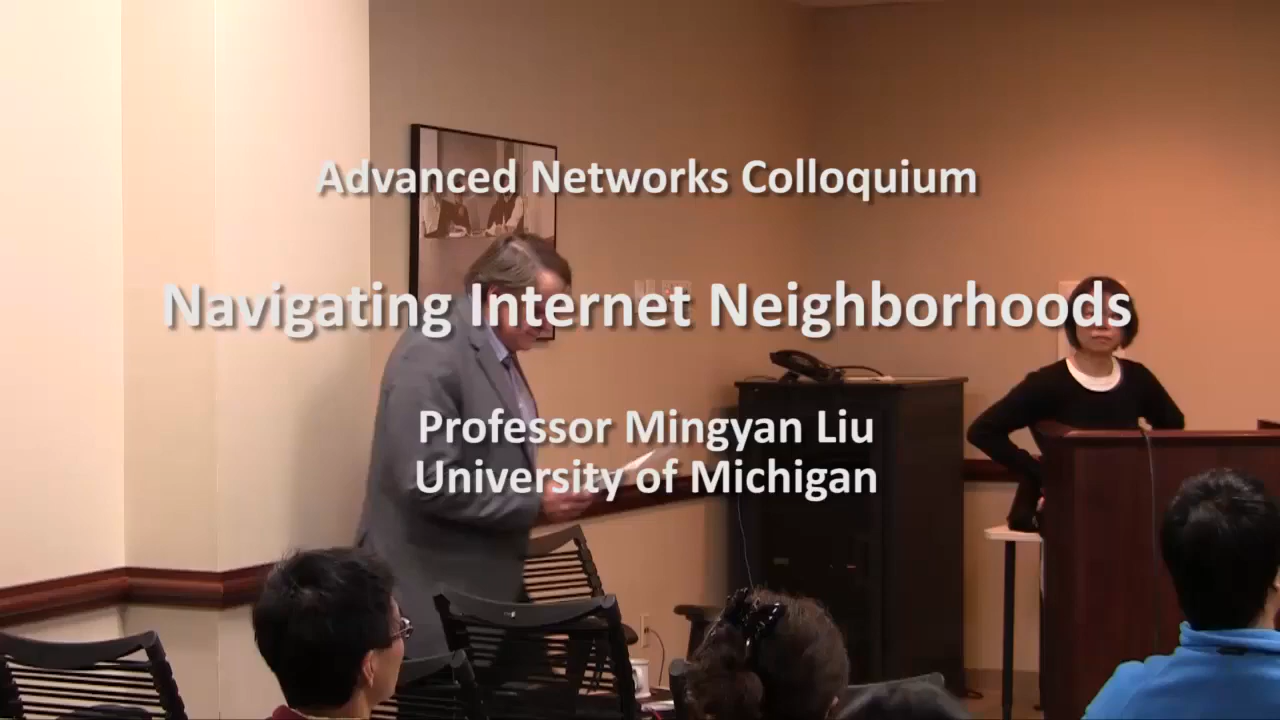 Advanced Networks Colloquium
Navigating Internet Neighborhoods
Professor Mingyan Liu
University of Michigan